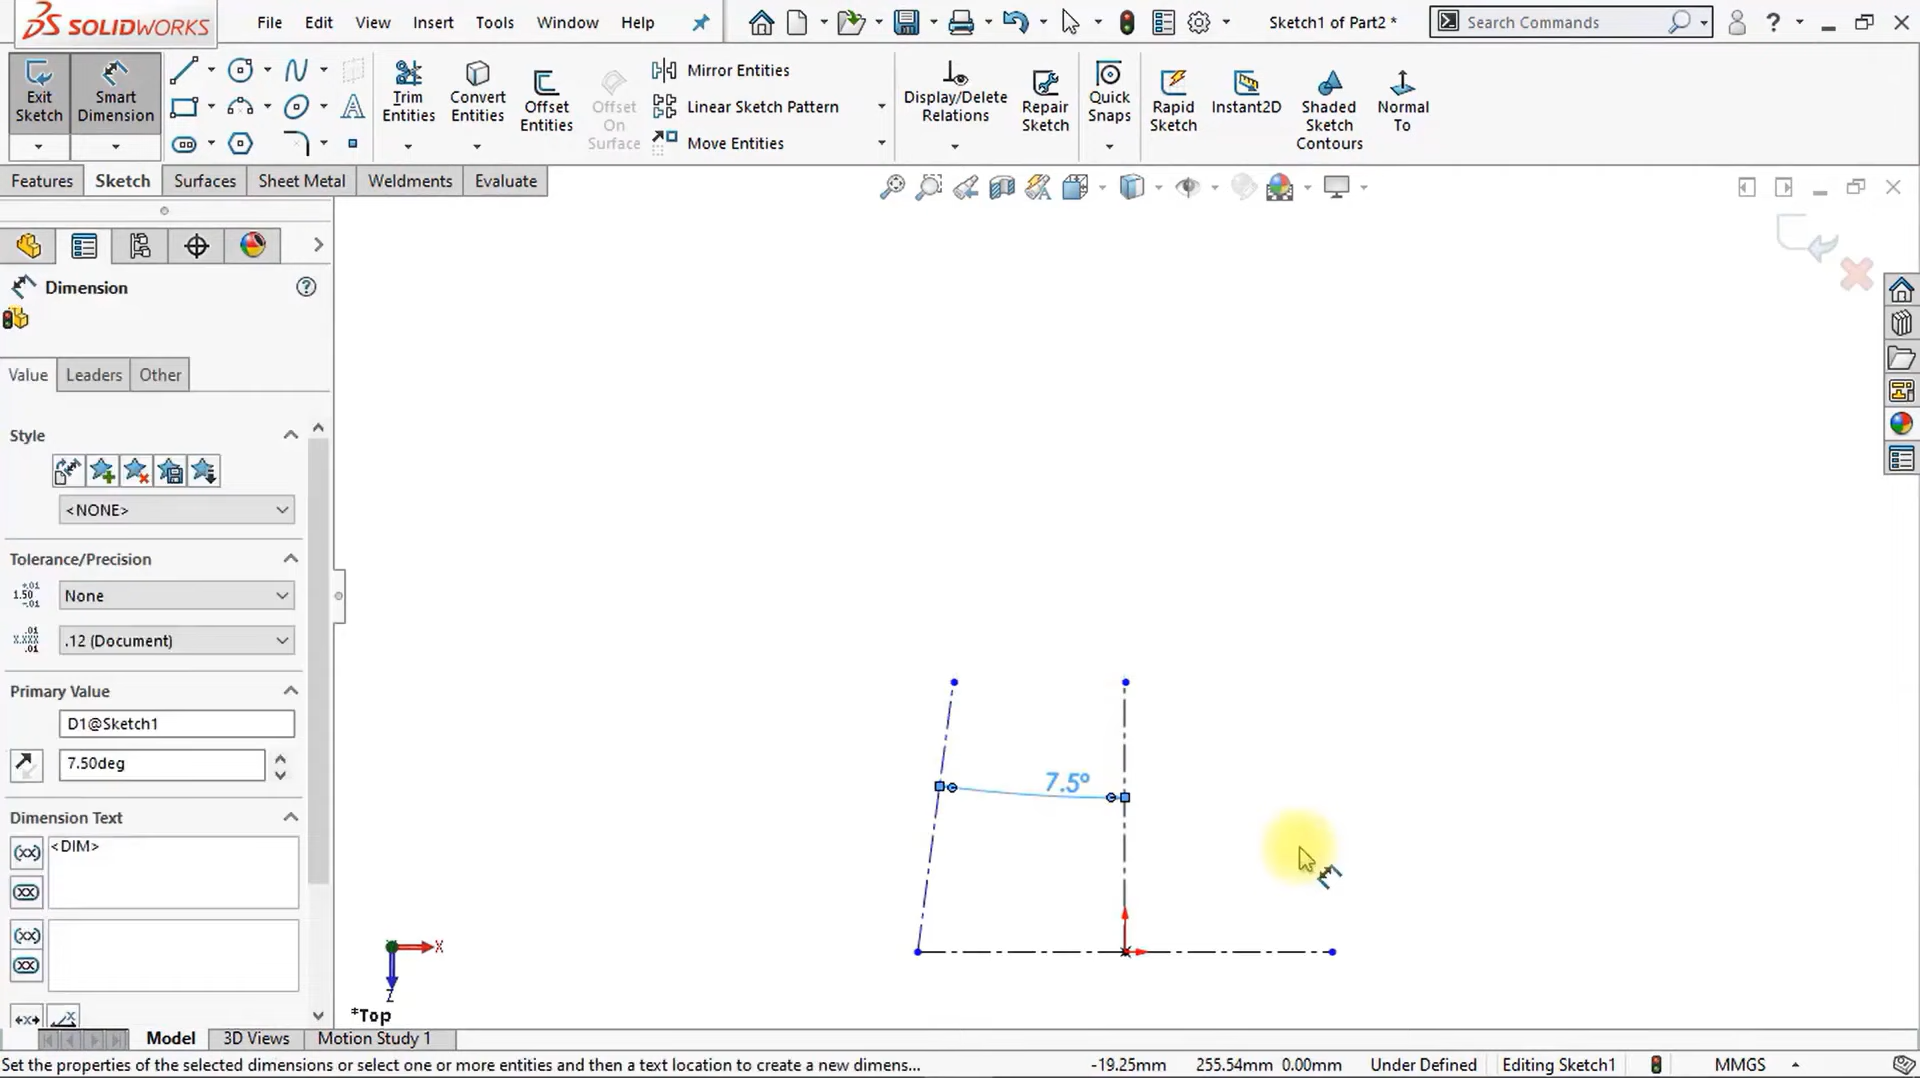 SOLIDWORKS
File Edit View Insert Tools Window Help
Sketch1 of Part2 *
Search Commands
Exit Sketch
Smart Dimension
Trim Entities
Convert Entities
Offset Entities
Offset On Surface
Mirror Entities
Linear Sketch Pattern
Move Entities
Display/Delete Relations
Repair Sketch
Quick Snaps
Rapid Sketch
Instant2D
Shaded Sketch Contours
Normal To
Features Sketch Surfaces Sheet Metal Weldments Evaluate
Dimension
Value Leaders Other
Style
<NONE>
Tolerance/Precision
None
.12 (Document)
Primary Value
D1@Sketch1
7.50deg
Dimension Text
<DIM>
7.5°
X
Z
*Top
Model 3D Views Motion Study 1
Set the properties of the selected dimensions or select one or more entities and then a text location to create a new dimens... -19.25mm 255.54mm 0.00mm Under Defined Editing Sketch1 MMGS